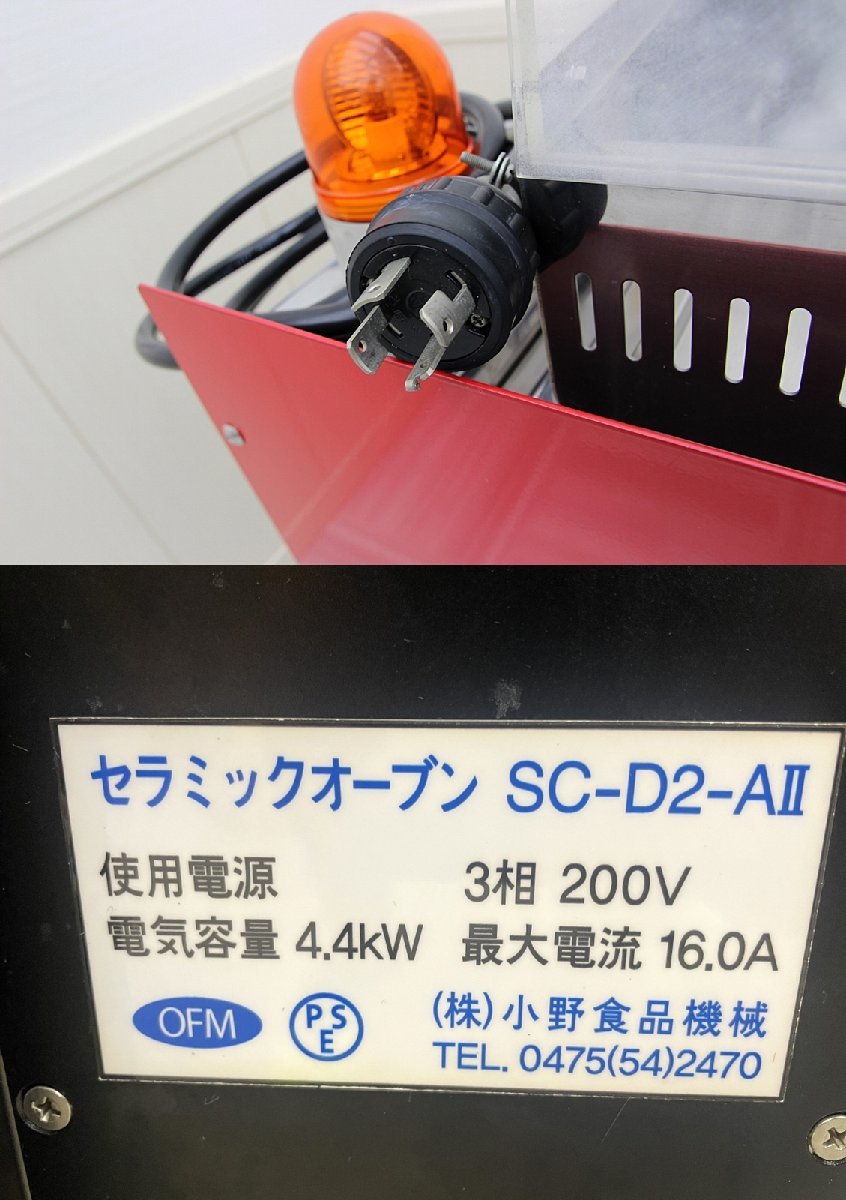 セラミックオーブン SC-D2-AⅡ
使用電源 3相 200V
電気容量 4.4kW 最大電流 16.0A
OFM PSE (株)小野食品機械
TEL. 0475(54)2470